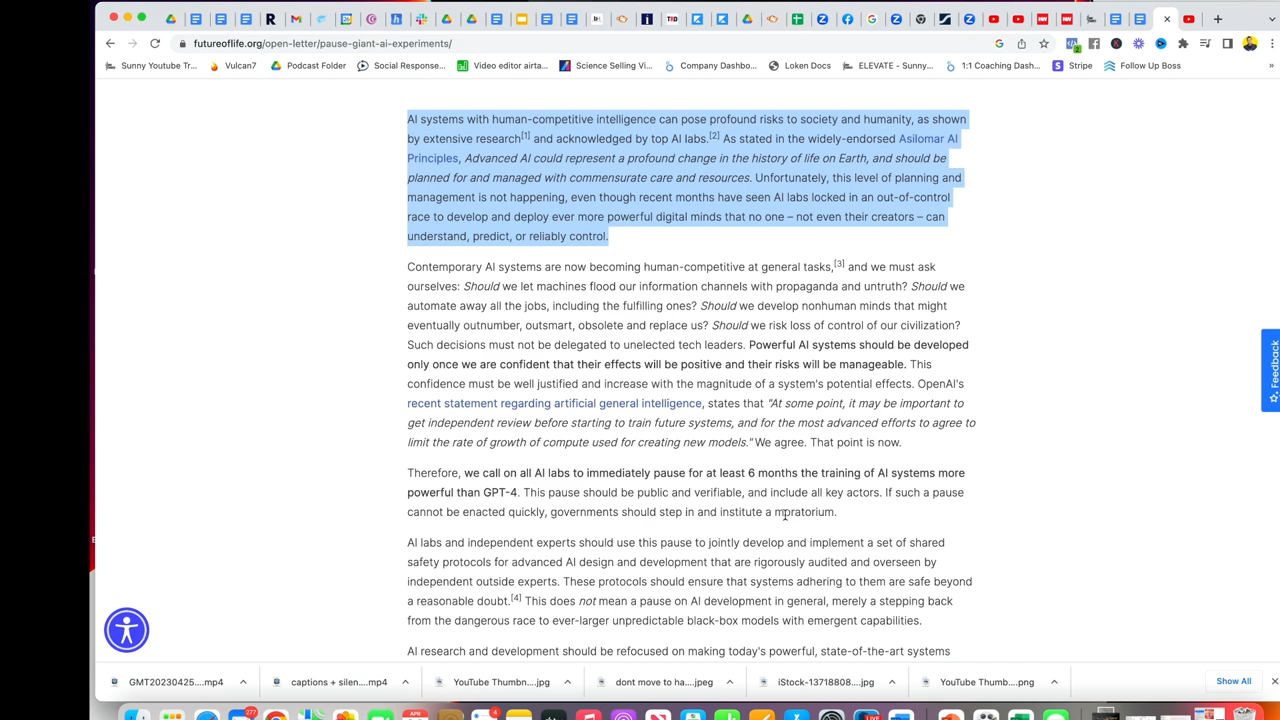 futureoflife.org/open-letter/pause-giant-ai-experiments/
Sunny Youtube Tr...
Vulcan7
Podcast Folder
Social Response...
Video editor airta...
Science Selling Vi...
Company Dashbo...
Loken Docs
ELEVATE - Sunny...
1:1 Coaching Dash...
Stripe
Follow Up Boss
»
AI systems with human-competitive intelligence can pose profound risks to society and humanity, as shown
by extensive research[1] and acknowledged by top AI labs.[2] As stated in the widely-endorsed Asilomar AI
Principles, Advanced AI could represent a profound change in the history of life on Earth, and should be
planned for and managed with commensurate care and resources. Unfortunately, this level of planning and
management is not happening, even though recent months have seen AI labs locked in an out-of-control
race to develop and deploy ever more powerful digital minds that no one – not even their creators – can
understand, predict, or reliably control.
Contemporary AI systems are now becoming human-competitive at general tasks,[3] and we must ask
ourselves: Should we let machines flood our information channels with propaganda and untruth? Should we
automate away all the jobs, including the fulfilling ones? Should we develop nonhuman minds that might
eventually outnumber, outsmart, obsolete and replace us? Should we risk loss of control of our civilization?
Such decisions must not be delegated to unelected tech leaders. Powerful AI systems should be developed
only once we are confident that their effects will be positive and their risks will be manageable. This
confidence must be well justified and increase with the magnitude of a system's potential effects. OpenAI's
recent statement regarding artificial general intelligence, states that "At some point, it may be important to
get independent review before starting to train future systems, and for the most advanced efforts to agree to
limit the rate of growth of compute used for creating new models." We agree. That point is now.
Therefore, we call on all AI labs to immediately pause for at least 6 months the training of AI systems more
powerful than GPT-4. This pause should be public and verifiable, and include all key actors. If such a pause
cannot be enacted quickly, governments should step in and institute a moratorium.
AI labs and independent experts should use this pause to jointly develop and implement a set of shared
safety protocols for advanced AI design and development that are rigorously audited and overseen by
independent outside experts. These protocols should ensure that systems adhering to them are safe beyond
a reasonable doubt.[4] This does not mean a pause on AI development in general, merely a stepping back
from the dangerous race to ever-larger unpredictable black-box models with emergent capabilities.
AI research and development should be refocused on making today's powerful, state-of-the-art systems
Feedback
GMT20230425....mp4
captions + silen....mp4
YouTube Thumbn....jpg
dont move to ha....jpeg
iStock-13718808....jpg
YouTube Thumb....png
Show All
277
4